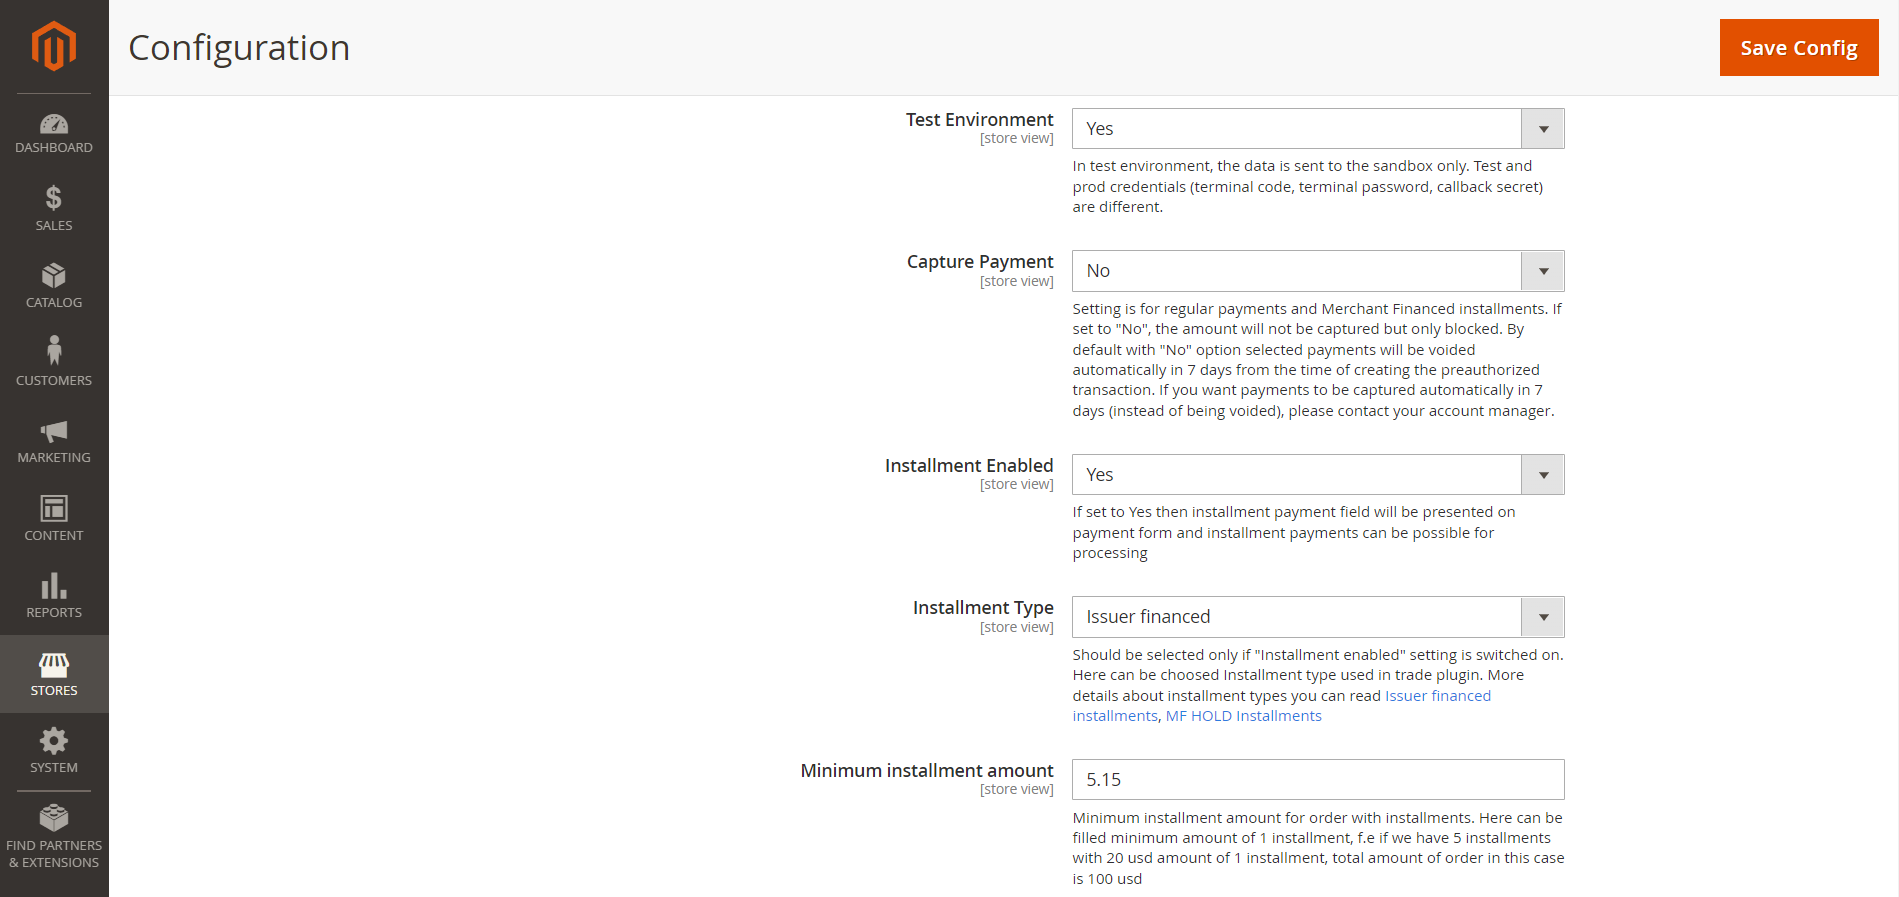 Configuration
Save Config
DASHBOARD
SALES
CATALOG
CUSTOMERS
MARKETING
CONTENT
REPORTS
STORES
SYSTEM
FIND PARTNERS
& EXTENSIONS
Test Environment
[store view]
Yes
In test environment, the data is sent to the sandbox only. Test and
prod credentials (terminal code, terminal password, callback secret)
are different.
Capture Payment
[store view]
No
Setting is for regular payments and Merchant Financed installments. If
set to "No", the amount will not be captured but only blocked. By
default with "No" option selected payments will be voided
automatically in 7 days from the time of creating the preauthorized
transaction. If you want payments to be captured automatically in 7
days (instead of being voided), please contact your account manager.
Installment Enabled
[store view]
Yes
If set to Yes then installment payment field will be presented on
payment form and installment payments can be possible for
processing
Installment Type
[store view]
Issuer financed
Should be selected only if "Installment enabled" setting is switched on.
Here can be choosed Installment type used in trade plugin. More
details about installment types you can read Issuer financed
installments, MF HOLD Installments
Minimum installment amount
[store view]
5.15
Minimum installment amount for order with installments. Here can be
filled minimum amount of 1 installment, f.e if we have 5 installments
with 20 usd amount of 1 installment, total amount of order in this case
is 100 usd